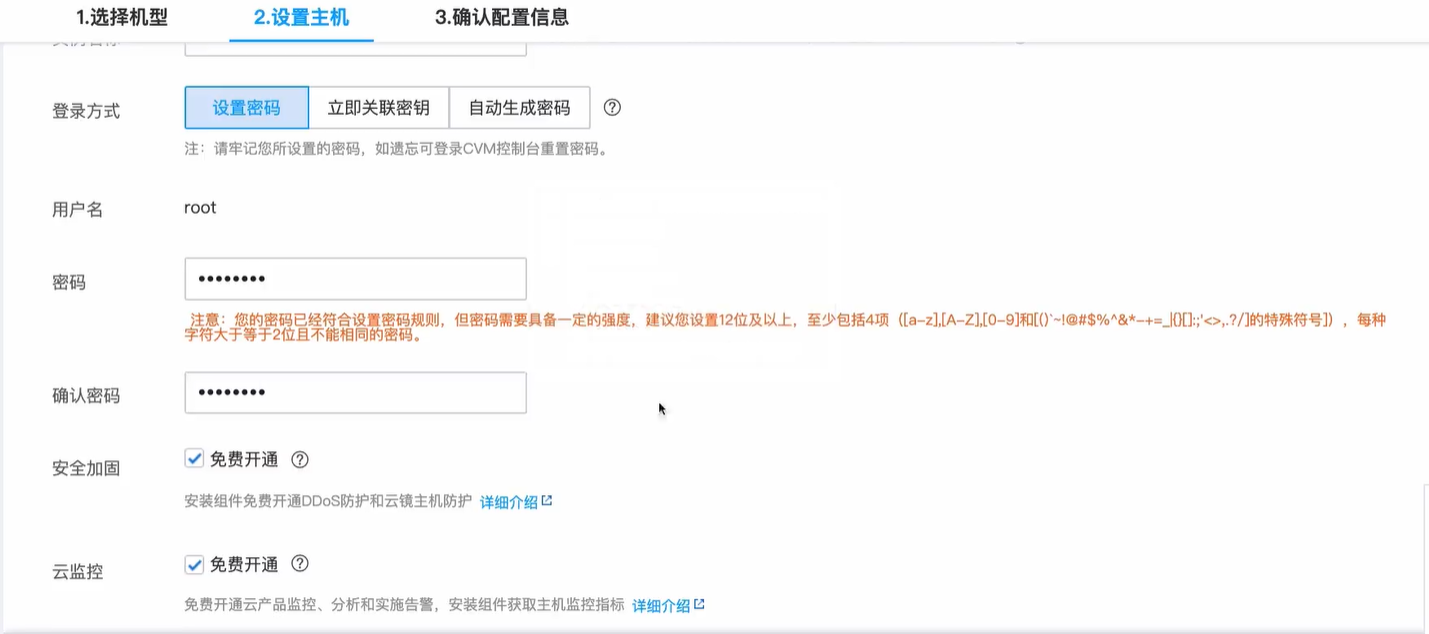 1.选择机型 2.设置主机 3.确认配置信息
登录方式 设置密码 立即关联密钥 自动生成密码 ?
注：请牢记您所设置的密码，如遗忘可登录CVM控制台重置密码。
用户名 root
密码 ••••••••
注意：您的密码已经符合设置密码规则，但密码需要具备一定的强度，建议您设置12位及以上，至少包括4项（[a-z],[A-Z],[0-9]和[()`~!@#$%^&*-+=_|{}[]:;'<>,.?/]的特殊符号]），每种
字符大于等于2位且不能相同的密码。
确认密码 ••••••••
安全加固 免费开通 ?
安装组件免费开通DDoS防护和云镜主机防护 详细介绍
云监控 免费开通 ?
免费开通云产品监控、分析和实施告警，安装组件获取主机监控指标 详细介绍